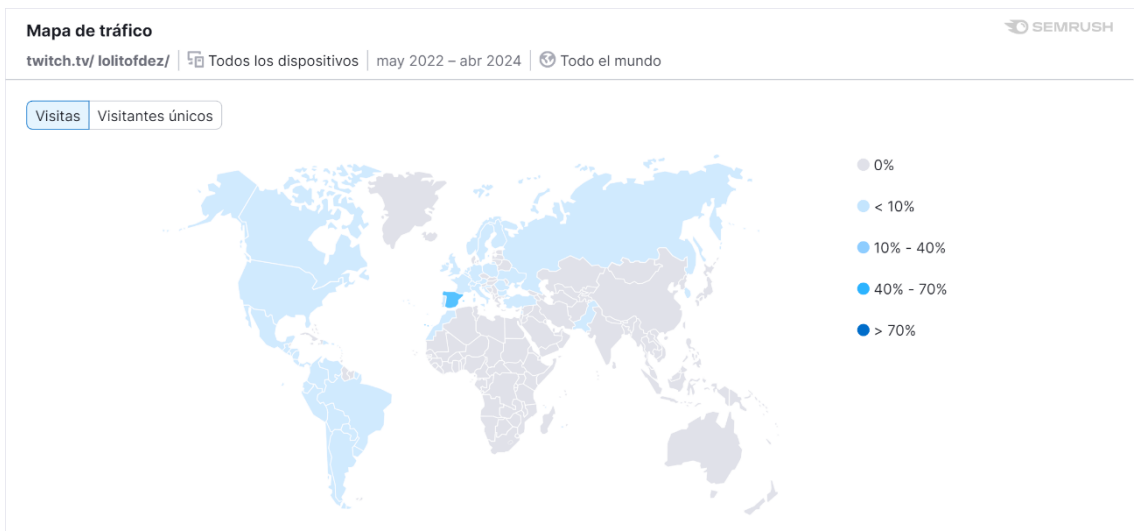 Mapa de tráfico
SEMRUSH
twitch.tv/ lolitofdez/ Todos los dispositivos may 2022 – abr 2024 Todo el mundo
Visitas Visitantes únicos
0%
< 10%
10% - 40%
40% - 70%
> 70%